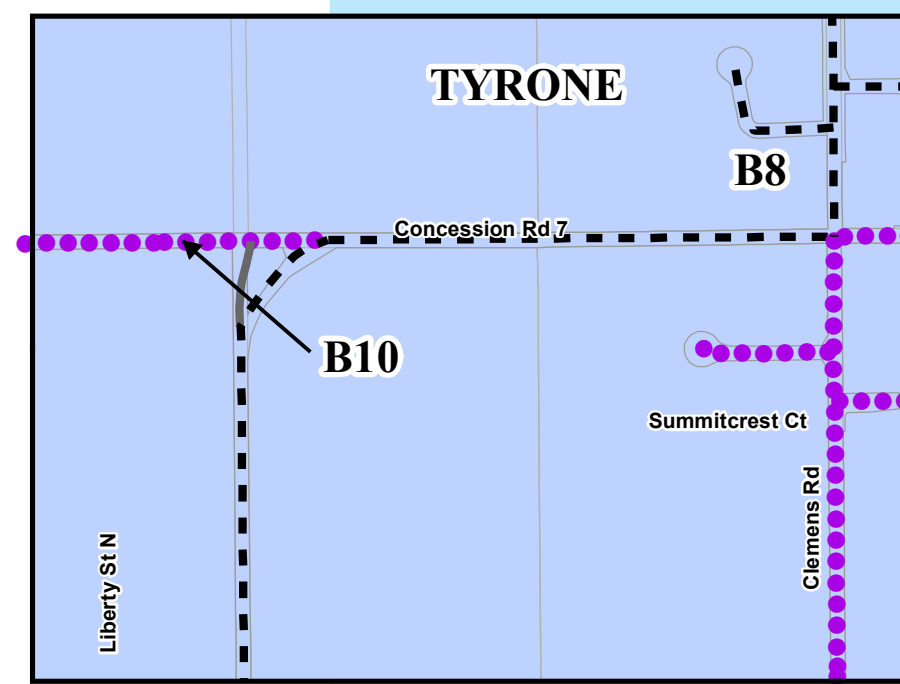 TYRONE
B8
Concession Rd 7
B10
Summitcrest Ct
Clemens Rd
Liberty St N